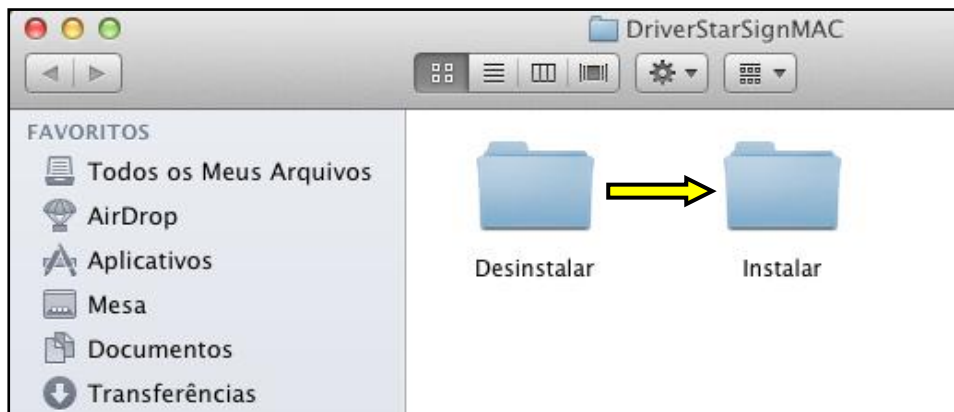 DriverStarSignMAC
FAVORITOS
Todos os Meus Arquivos
AirDrop
Aplicativos
Mesa
Documentos
Transferências
Desinstalar
Instalar